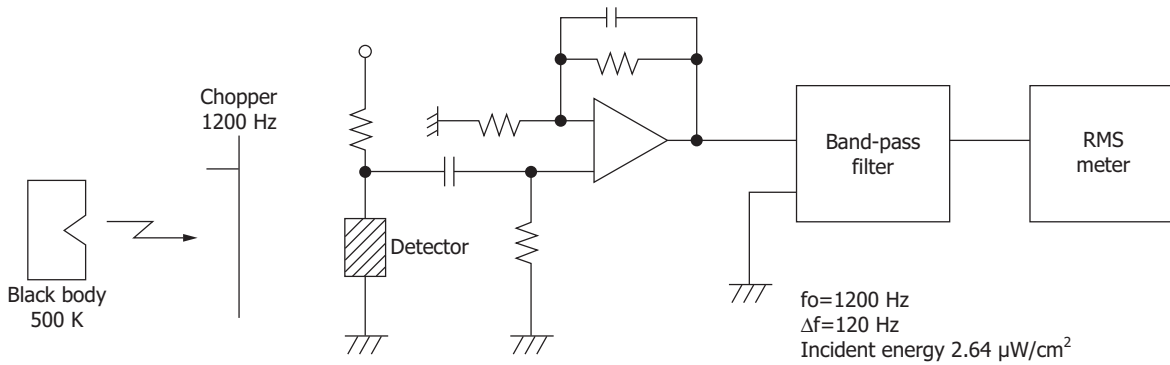 Chopper
1200 Hz
Black body
500 K
Detector
Band-pass
filter
RMS
meter
fo=1200 Hz
Δf=120 Hz
Incident energy 2.64 μW/cm²